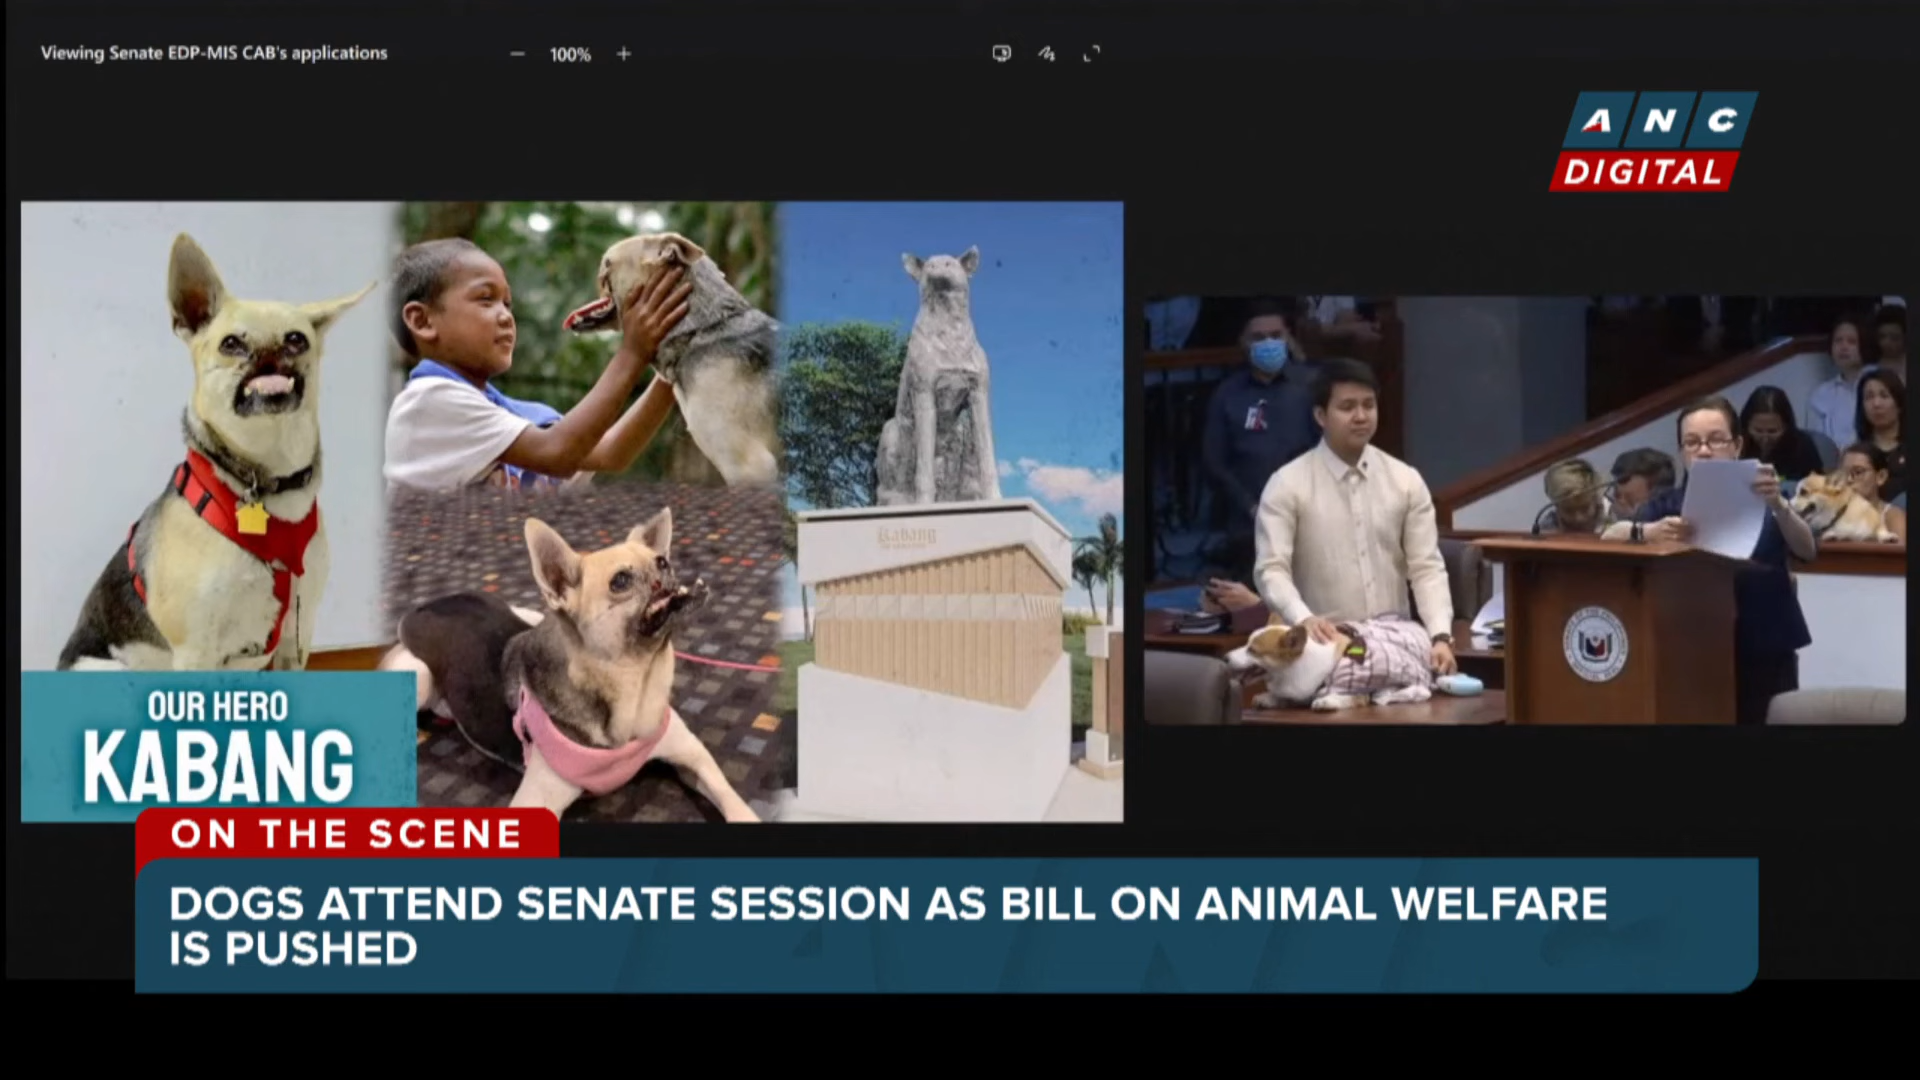 Viewing Senate EDP-MIS CAB's applications
100%
ANC
DIGITAL
Kabang
OUR HERO
KABANG
ON THE SCENE
DOGS ATTEND SENATE SESSION AS BILL ON ANIMAL WELFARE
IS PUSHED